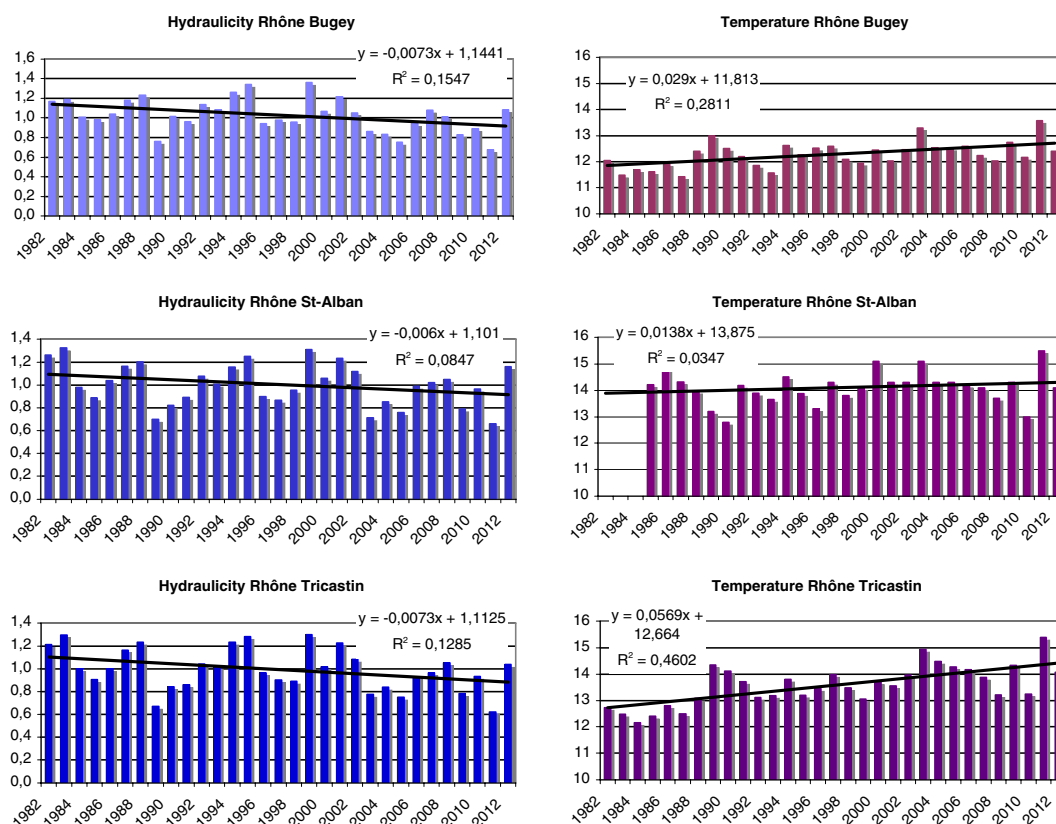 Hydraulicity Rhône Bugey
y = -0,0073x + 1,1441
R² = 0,1547
1,6
1,4
1,2
1,0
0,8
0,6
0,4
0,2
0,0
1982 1984 1986 1988 1990 1992 1994 1996 1998 2000 2002 2004 2006 2008 2010 2012
Temperature Rhône Bugey
y = 0,029x + 11,813
R² = 0,2811
16
15
14
13
12
11
10
1982 1984 1986 1988 1990 1992 1994 1996 1998 2000 2002 2004 2006 2008 2010 2012
Hydraulicity Rhône St-Alban
y = -0,006x + 1,101
R² = 0,0847
1,4
1,2
1,0
0,8
0,6
0,4
0,2
0,0
1982 1984 1986 1988 1990 1992 1994 1996 1998 2000 2002 2004 2006 2008 2010 2012
Temperature Rhône St-Alban
y = 0,0138x + 13,875
R² = 0,0347
16
15
14
13
12
11
10
1982 1984 1986 1988 1990 1992 1994 1996 1998 2000 2002 2004 2006 2008 2010 2012
Hydraulicity Rhône Tricastin
y = -0,0073x + 1,1125
R² = 0,1285
1,4
1,2
1,0
0,8
0,6
0,4
0,2
0,0
1982 1984 1986 1988 1990 1992 1994 1996 1998 2000 2002 2004 2006 2008 2010 2012
Temperature Rhône Tricastin
y = 0,0569x +
12,664
R² = 0,4602
16
15
14
13
12
11
10
1982 1984 1986 1988 1990 1992 1994 1996 1998 2000 2002 2004 2006 2008 2010 2012